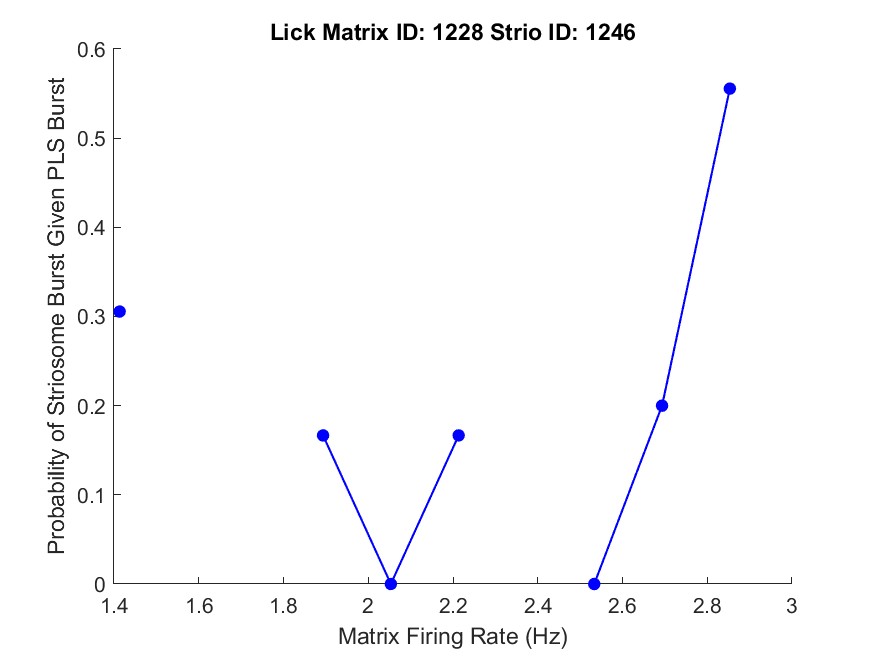 Lick Matrix ID: 1228 Strio ID: 1246
Probability of Striosome Burst Given PLS Burst
0.6
0.5
0.4
0.3
0.2
0.1
0
1.4 1.6 1.8 2 2.2 2.4 2.6 2.8 3
Matrix Firing Rate (Hz)